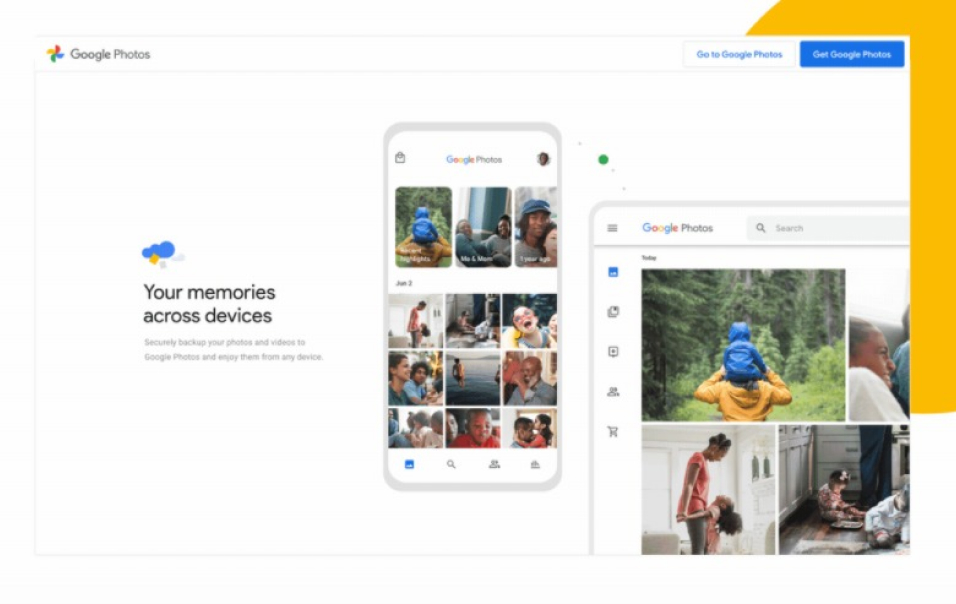 Google Photos
Go to Google Photos
Get Google Photos
Your memories
across devices
Securely backup your photos and videos to
Google Photos and enjoy them from any device.
Google Photos
highlights
Me & Mom
1 year ago
Jun 2
Google Photos
Search
Today